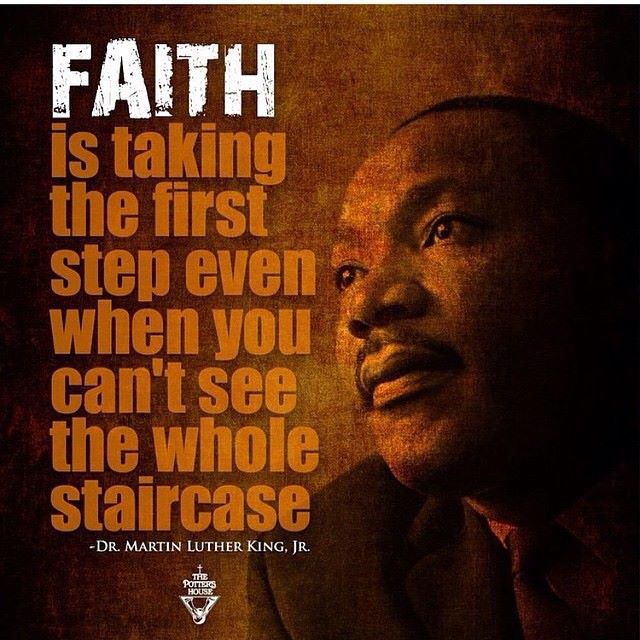 FAITH
is taking
the first
step even
when you
can't see
the whole
staircase
-Dr. Martin Luther King, Jr.
THE
POTTER'S
HOUSE